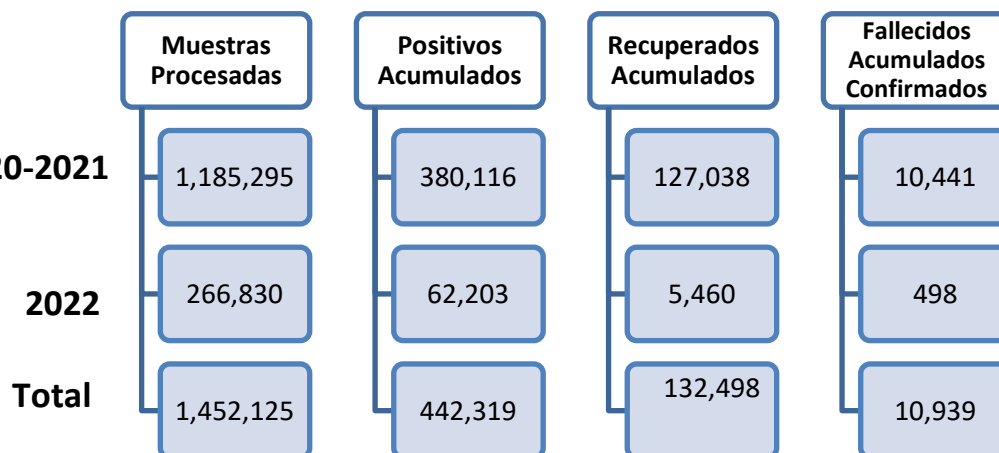 Muestras
Procesadas
Positivos
Acumulados
Recuperados
Acumulados
Fallecidos
Acumulados
Confirmados
20-2021
1,185,295
380,116
127,038
10,441
2022
266,830
62,203
5,460
498
Total
1,452,125
442,319
132,498
10,939